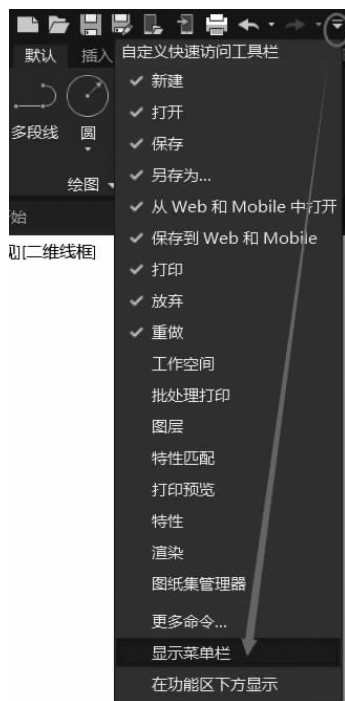 默认 插入
自定义快速访问工具栏
新建
打开
多段线 圆
保存
另存为...
绘图
从 Web 和 Mobile 中打开
始
保存到 Web 和 Mobile
][二维线框]
打印
放弃
重做
工作空间
批处理打印
图层
特性匹配
打印预览
特性
渲染
图纸集管理器
更多命令...
显示菜单栏
在功能区下方显示